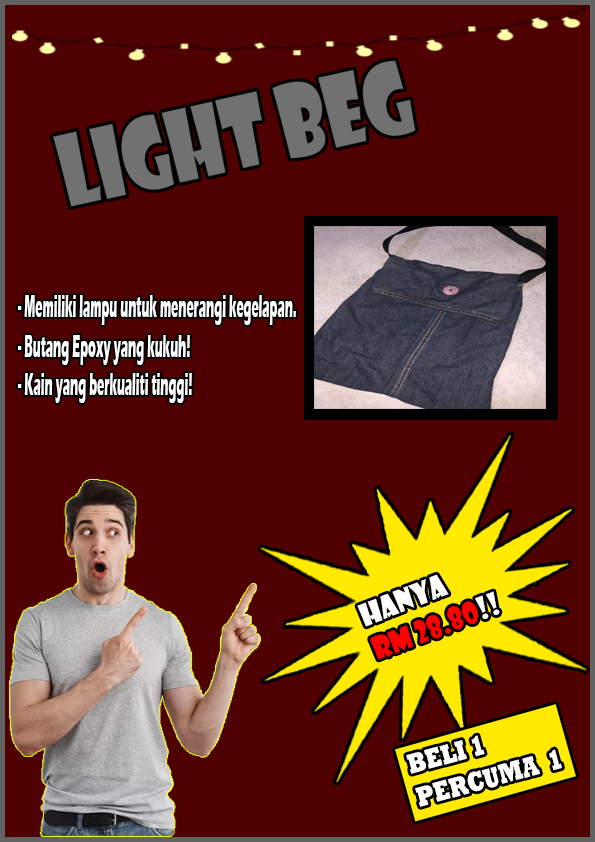 LIGHT BEG
- Memiliki lampu untuk menerangi kegelapan.
- Butang Epoxy yang kukuh!
- Kain yang berkualiti tinggi!
HANYA
RM 28.80!!
BELI 1
PERCUMA 1